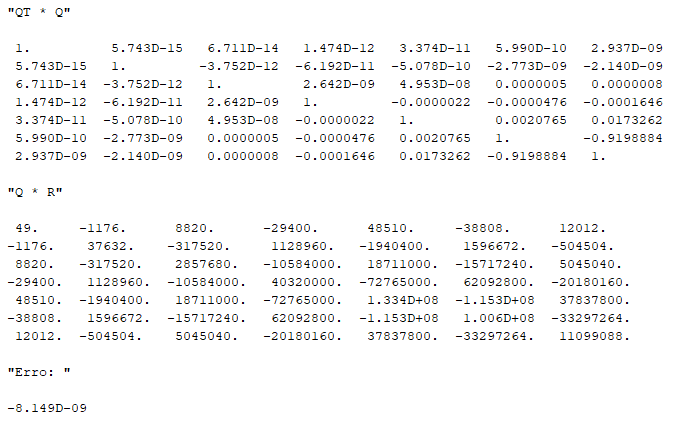 "QT * Q"
1. 5.743D-15 6.711D-14 1.474D-12 3.374D-11 5.990D-10 2.937D-09
5.743D-15 1. -3.752D-12 -6.192D-11 -5.078D-10 -2.773D-09 -2.140D-09
6.711D-14 -3.752D-12 1. 2.642D-09 4.953D-08 0.0000005 0.0000008
1.474D-12 -6.192D-11 2.642D-09 1. -0.0000022 -0.0000476 -0.0001646
3.374D-11 -5.078D-10 4.953D-08 -0.0000022 1. 0.0020765 0.0173262
5.990D-10 -2.773D-09 0.0000005 -0.0000476 0.0020765 1. -0.9198884
2.937D-09 -2.140D-09 0.0000008 -0.0001646 0.0173262 -0.9198884 1.
"Q * R"
49. -1176. 8820. -29400. 48510. -38808. 12012.
-1176. 37632. -317520. 1128960. -1940400. 1596672. -504504.
8820. -317520. 2857680. -10584000. 18711000. -15717240. 5045040.
-29400. 1128960. -10584000. 40320000. -72765000. 62092800. -20180160.
48510. -1940400. 18711000. -72765000. 1.334D+08 -1.153D+08 37837800.
-38808. 1596672. -15717240. 62092800. -1.153D+08 1.006D+08 -33297264.
12012. -504504. 5045040. -20180160. 37837800. -33297264. 11099088.
"Erro: "
-8.149D-09